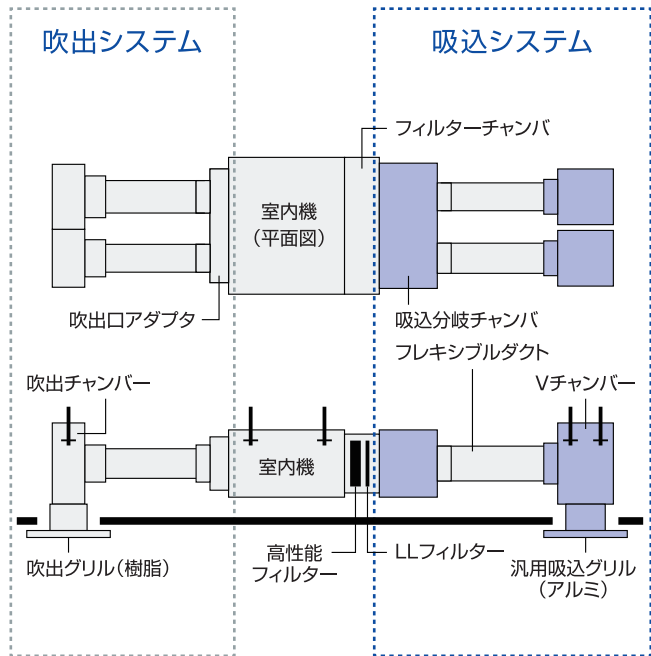 吹出システム
吸込システム
フィルターチャンバ
室内機
(平面図)
吹出口アダプタ
吸込分岐チャンバ
フレキシブルダクト
吹出チャンバー
Vチャンバー
室内機
吹出グリル(樹脂)
高性能
フィルター
LLフィルター
汎用吸込グリル
(アルミ)